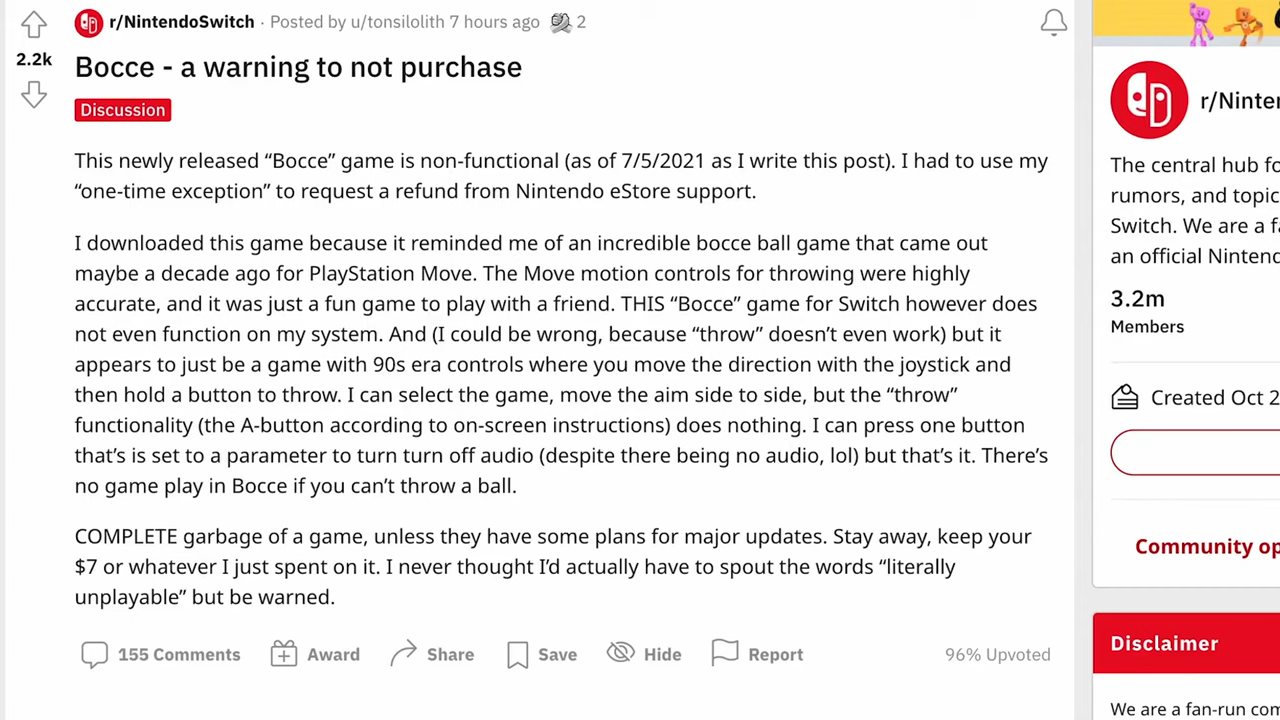 r/NintendoSwitch · Posted by u/tonsilolith 7 hours ago 2
2.2k
Bocce - a warning to not purchase
Discussion
This newly released “Bocce” game is non-functional (as of 7/5/2021 as I write this post). I had to use my
“one-time exception” to request a refund from Nintendo eStore support.
I downloaded this game because it reminded me of an incredible bocce ball game that came out
maybe a decade ago for PlayStation Move. The Move motion controls for throwing were highly
accurate, and it was just a fun game to play with a friend. THIS “Bocce” game for Switch however does
not even function on my system. And (I could be wrong, because “throw” doesn’t even work) but it
appears to just be a game with 90s era controls where you move the direction with the joystick and
then hold a button to throw. I can select the game, move the aim side to side, but the “throw”
functionality (the A-button according to on-screen instructions) does nothing. I can press one button
that’s is set to a parameter to turn turn off audio (despite there being no audio, lol) but that’s it. There’s
no game play in Bocce if you can’t throw a ball.
COMPLETE garbage of a game, unless they have some plans for major updates. Stay away, keep your
$7 or whatever I just spent on it. I never thought I’d actually have to spout the words “literally
unplayable” but be warned.
155 Comments Award Share Save Hide Report 96% Upvoted
r/Ninte
The central hub fo
rumors, and topic
Switch. We are a fa
an official Nintend
3.2m
Members
Created Oct 2
Community op
Disclaimer
We are a fan-run com